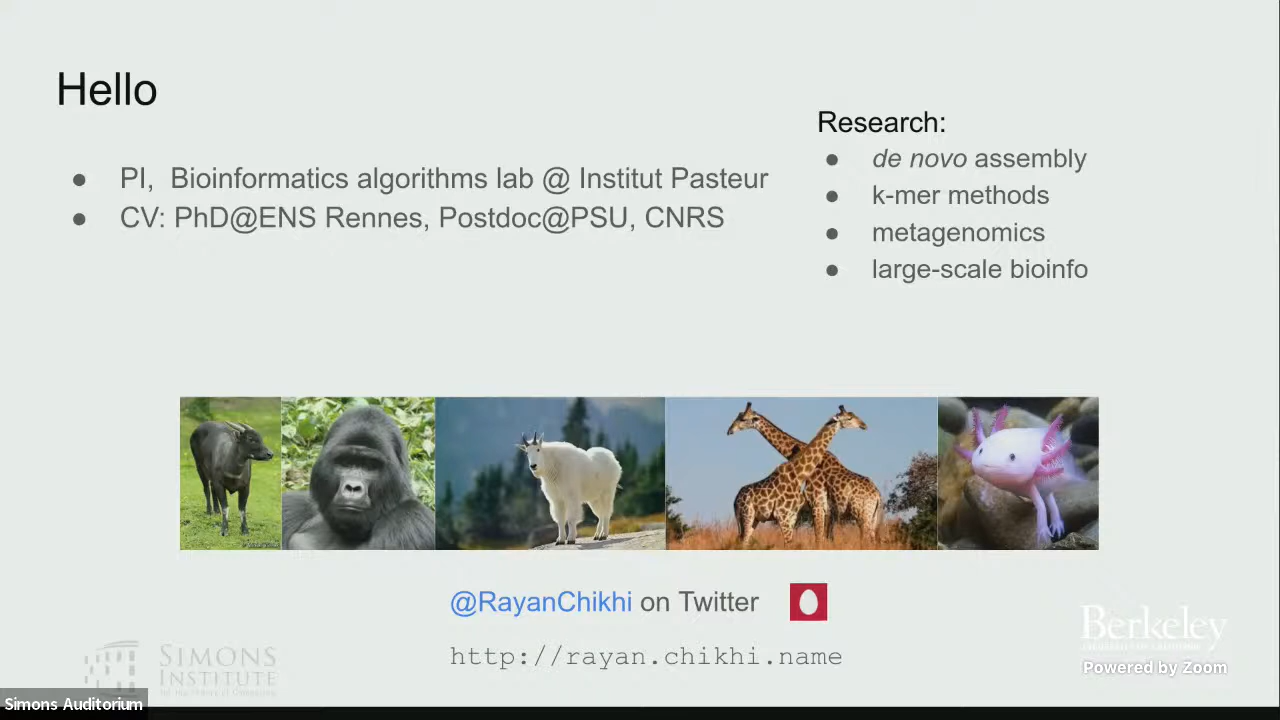 Hello
PI, Bioinformatics algorithms lab @ Institut Pasteur
CV: PhD@ENS Rennes, Postdoc@PSU, CNRS
Research:
de novo assembly
k-mer methods
metagenomics
large-scale bioinfo
@RayanChikhi on Twitter
http://rayan.chikhi.name
SIMONS
INSTITUTE
Berkeley
Powered by Zoom
Simons Auditorium